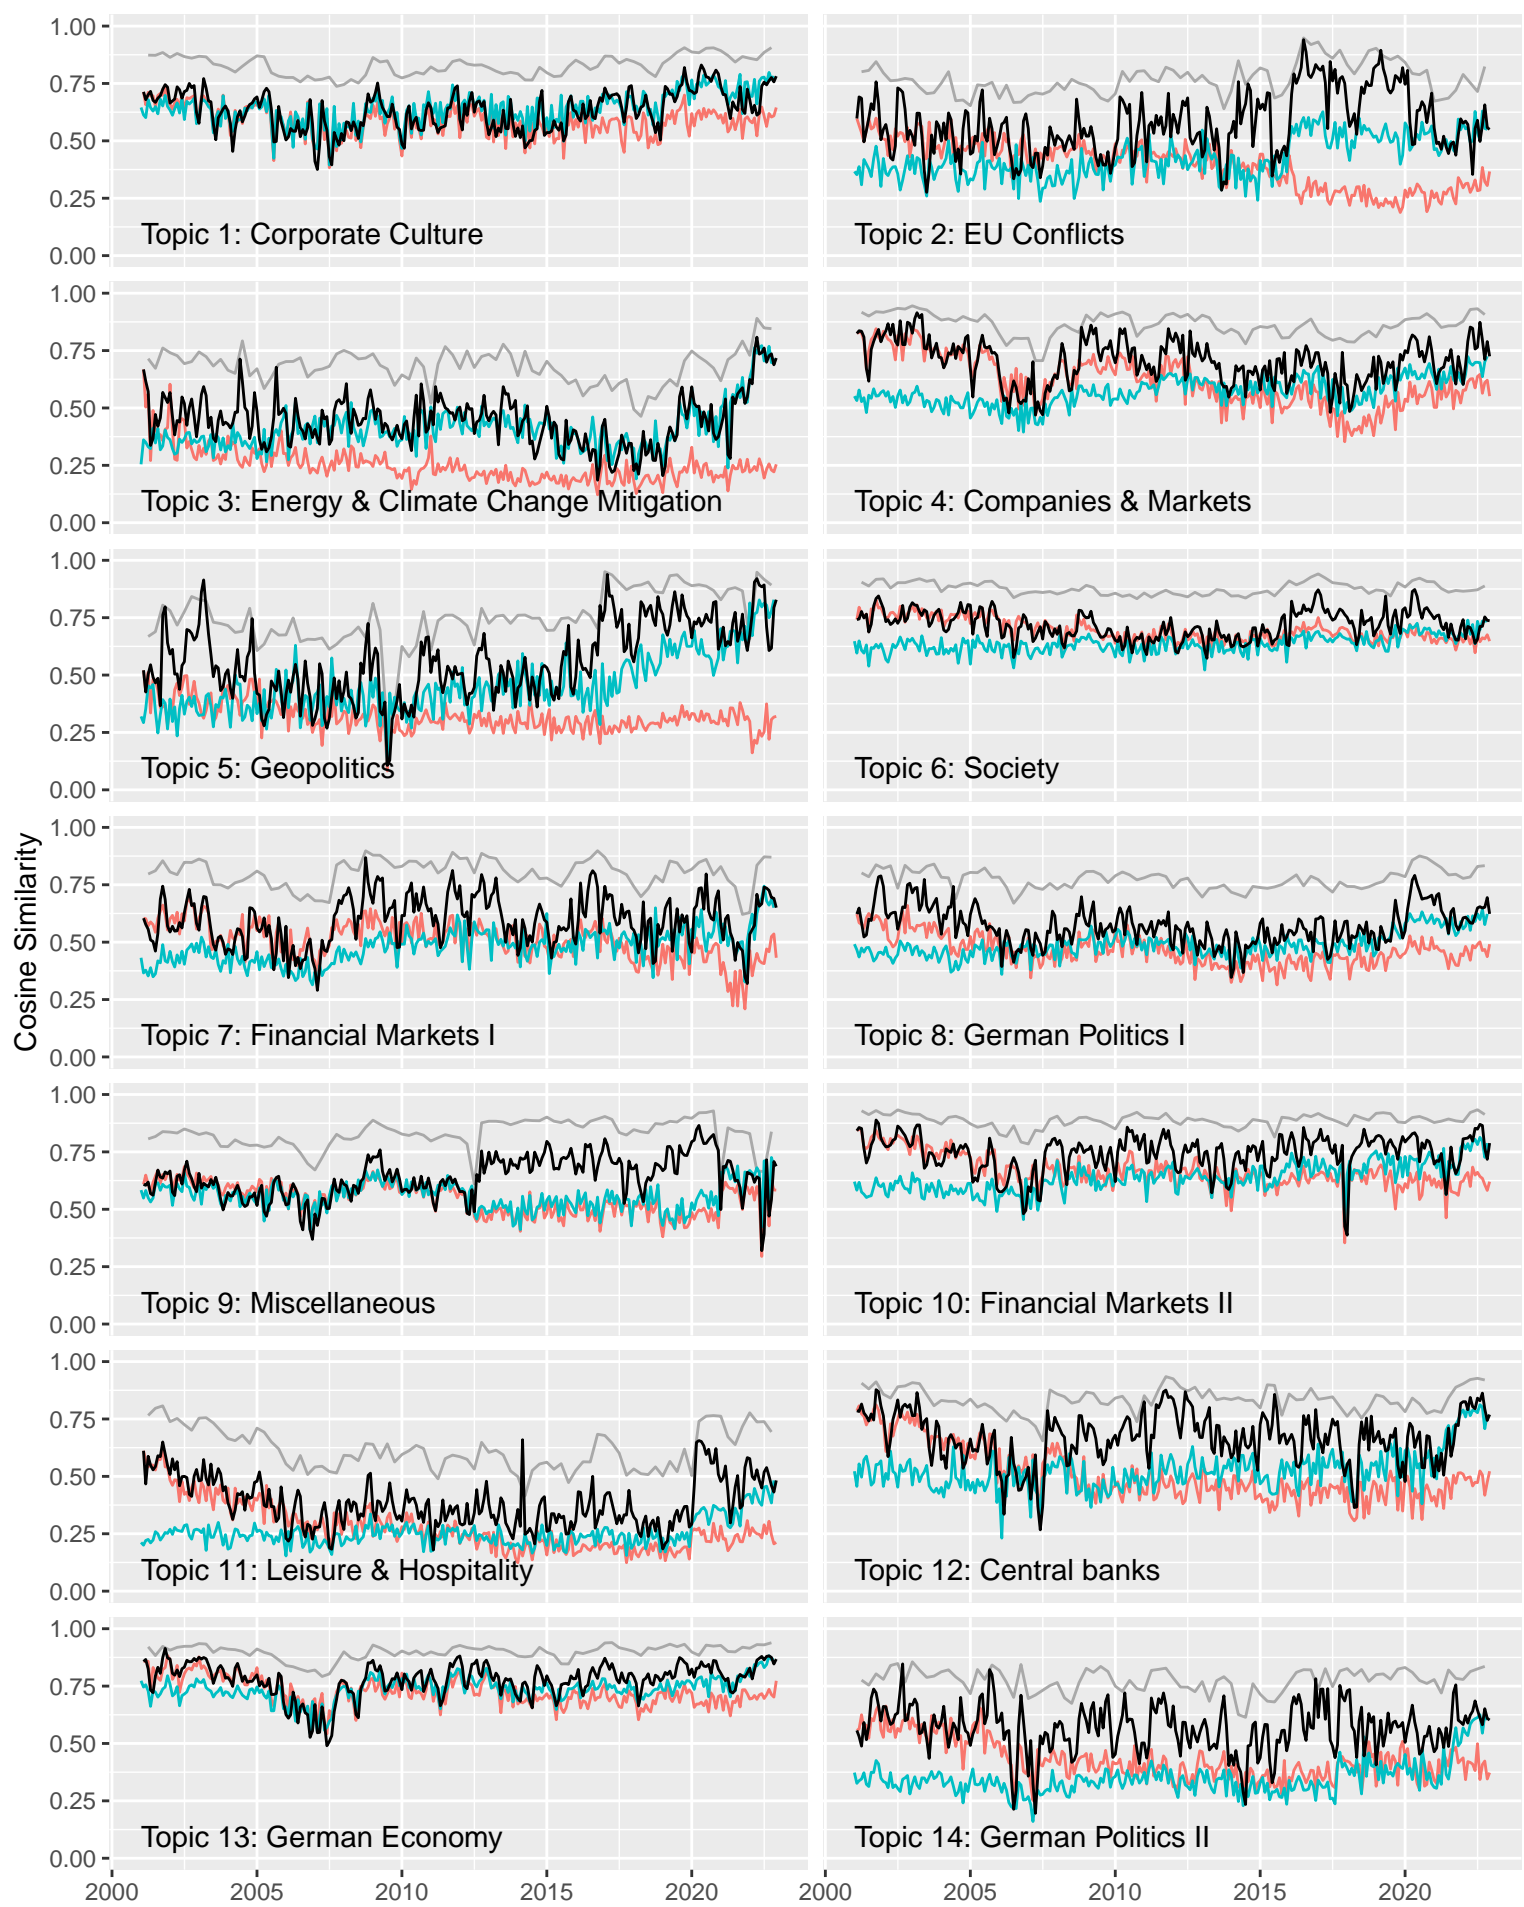 1.00
0.75
0.50
0.25
0.00
Topic 1: Corporate Culture
Topic 2: EU Conflicts
1.00
0.75
0.50
0.25
0.00
Topic 3: Energy & Climate Change Mitigation
Topic 4: Companies & Markets
1.00
0.75
0.50
0.25
0.00
Topic 5: Geopolitics
Topic 6: Society
Cosine Similarity
1.00
0.75
0.50
0.25
0.00
Topic 7: Financial Markets I
Topic 8: German Politics I
1.00
0.75
0.50
0.25
0.00
Topic 9: Miscellaneous
Topic 10: Financial Markets II
1.00
0.75
0.50
0.25
0.00
Topic 11: Leisure & Hospitality
Topic 12: Central banks
1.00
0.75
0.50
0.25
0.00
Topic 13: German Economy
Topic 14: German Politics II
2000 2005 2010 2015 2020 2000 2005 2010 2015 2020